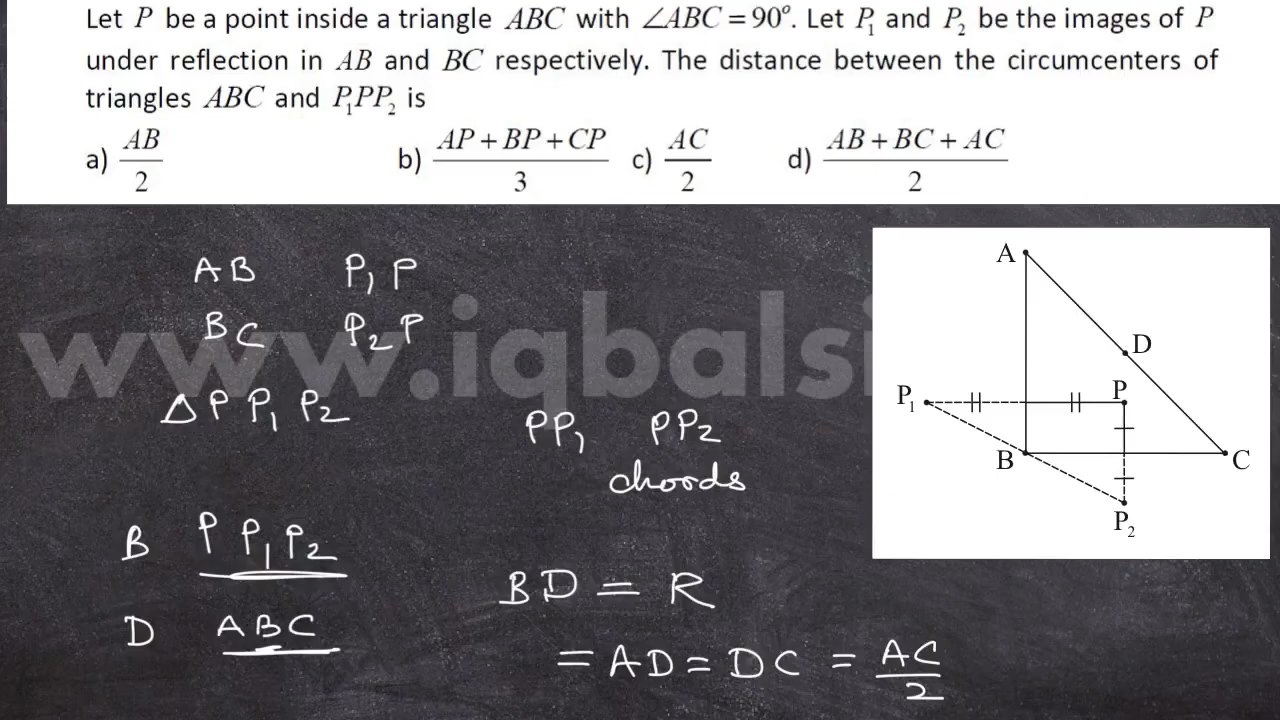 Let P be a point inside a triangle ABC with ∠ABC = 90°. Let P₁ and P₂ be the images of P
under reflection in AB and BC respectively. The distance between the circumcenters of
triangles ABC and P₁PP₂ is
a) AB/2 b) (AP + BP + CP)/3 c) AC/2 d) (AB + BC + AC)/2
AB P₁P
BC P₂P
△PP₁P₂
PP₁ PP₂
chords
B PP₁P₂
D ABC
BD = R
= AD = DC = AC/2
A
D
P₁
P
B
C
P₂
www.iqbalsi